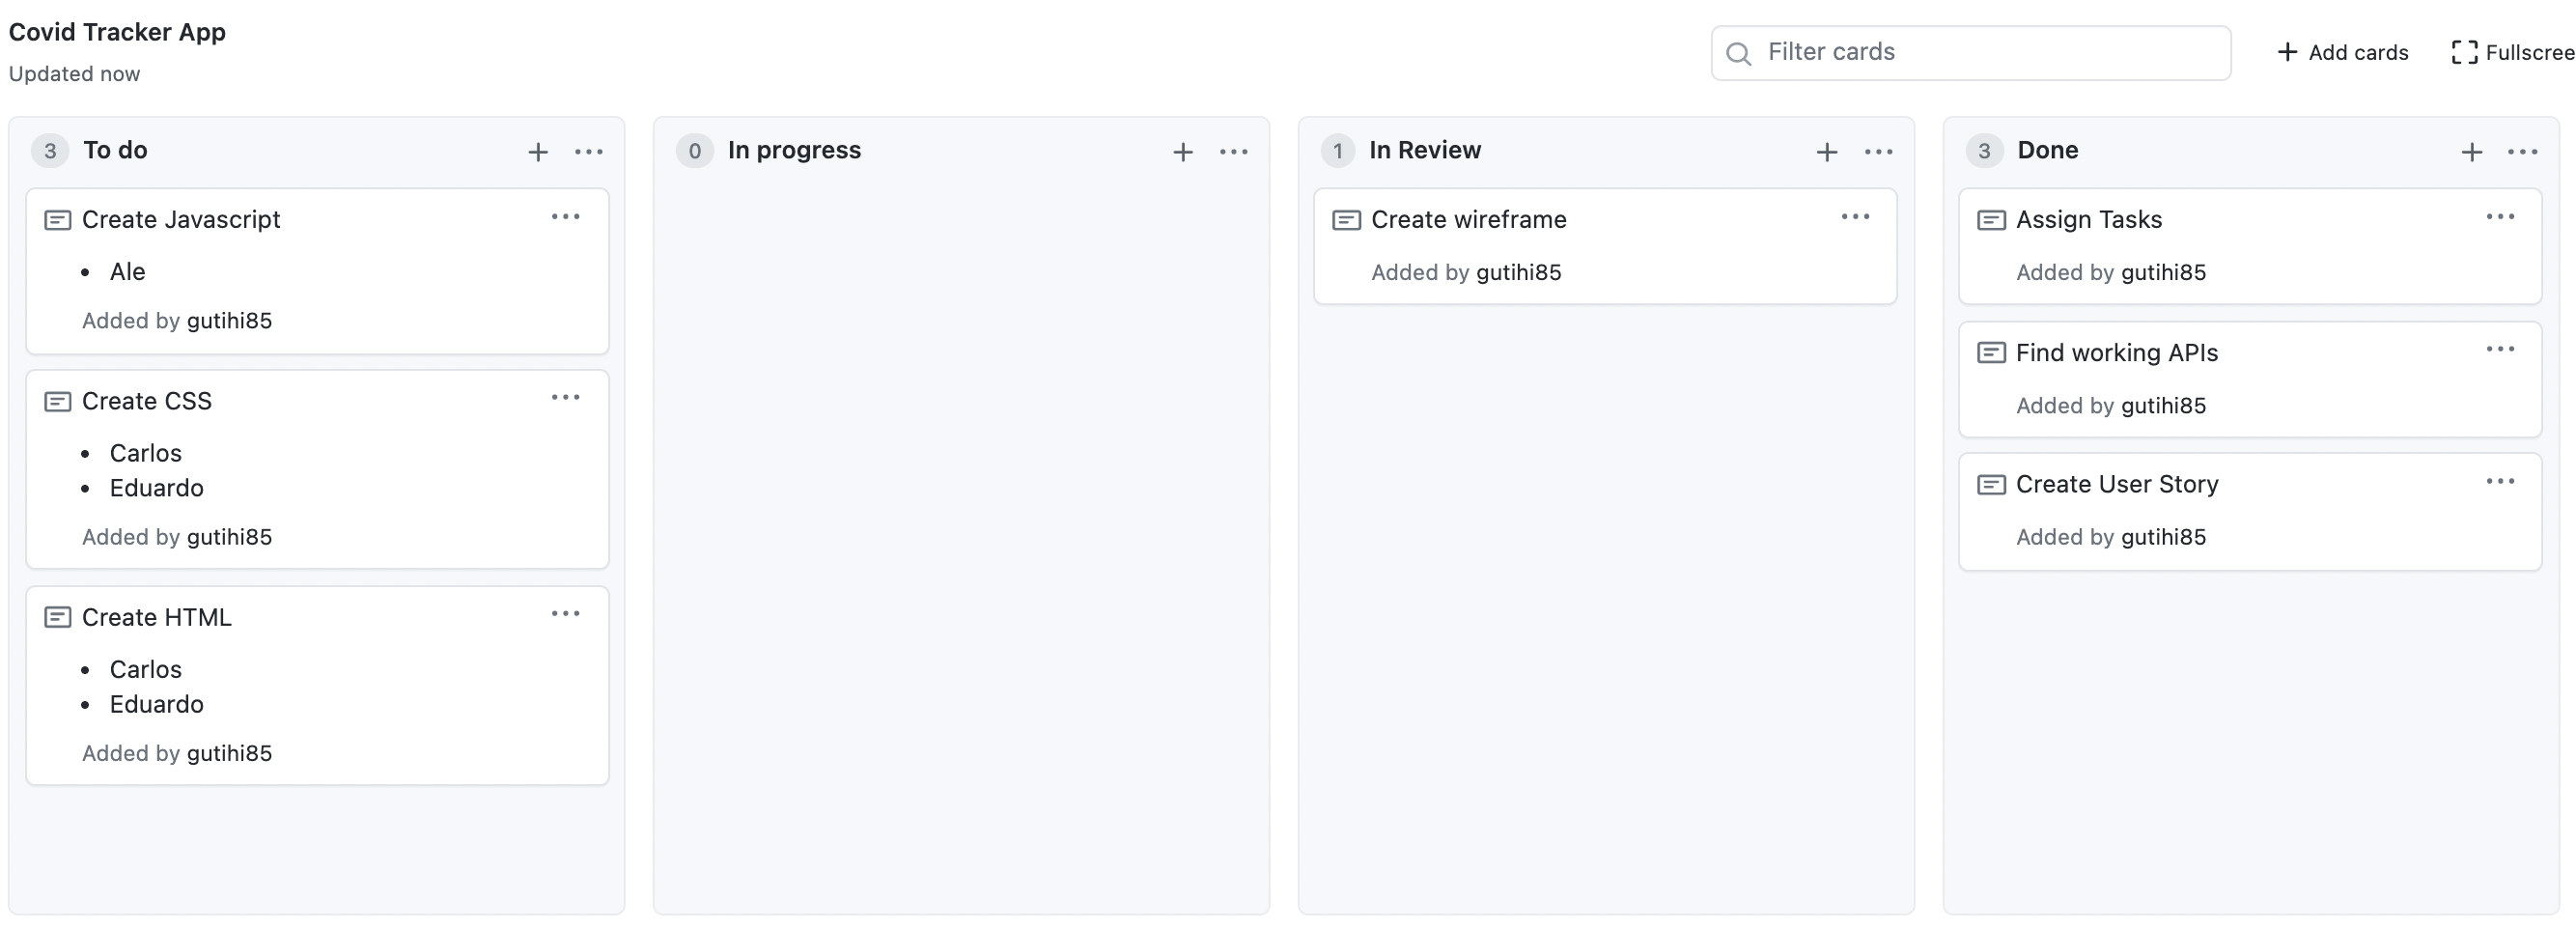 Covid Tracker App
Updated now
Filter cards
Add cards
Fullscree
3 To do
Create Javascript
Ale
Added by gutihi85
Create CSS
Carlos
Eduardo
Added by gutihi85
Create HTML
Carlos
Eduardo
Added by gutihi85
0 In progress
1 In Review
Create wireframe
Added by gutihi85
3 Done
Assign Tasks
Added by gutihi85
Find working APIs
Added by gutihi85
Create User Story
Added by gutihi85